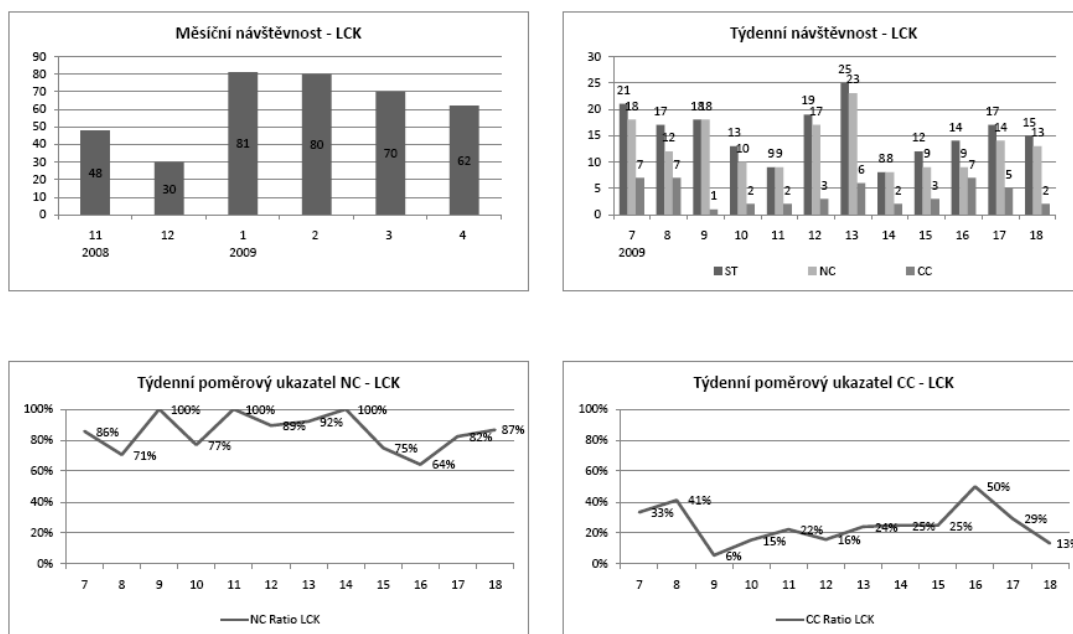 Měsíční návštěvnost - LCK
90
80
70
60
50
40
30
20
10
0
48
30
81
80
70
62
11 12 1 2 3 4
2008 2009
Týdenní návštěvnost - LCK
30
25
20
15
10
5
0
21 18 7
17 12 7
18 18 1
13 10 2
9 9 2
19 17 3
25 23 6
8 8 2
12 9 3
14 9 7
17 14 5
15 13 2
7 8 9 10 11 12 13 14 15 16 17 18
2009
ST NC CC
Týdenní poměrový ukazatel NC - LCK
100%
80%
60%
40%
20%
0%
86% 71% 100% 77% 100% 89% 92% 100% 75% 64% 82% 87%
7 8 9 10 11 12 13 14 15 16 17 18
NC Ratio LCK
Týdenní poměrový ukazatel CC - LCK
100%
80%
60%
40%
20%
0%
33% 41% 6% 15% 22% 16% 24% 25% 25% 50% 29% 13%
7 8 9 10 11 12 13 14 15 16 17 18
CC Ratio LCK